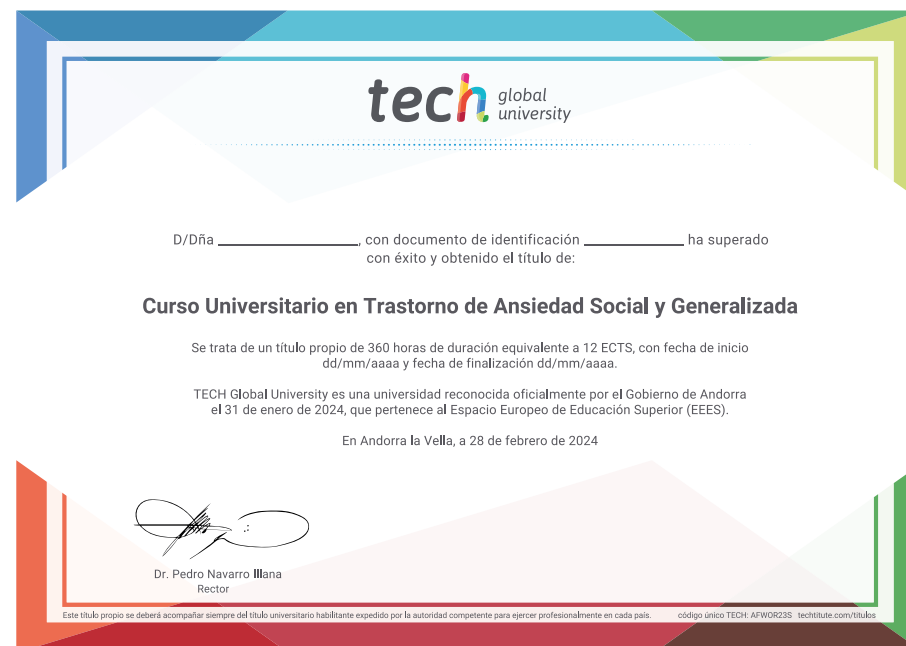 tech global university
D/Dña ____________________, con documento de identificación ______________ ha superado
con éxito y obtenido el título de:
Curso Universitario en Trastorno de Ansiedad Social y Generalizada
Se trata de un título propio de 360 horas de duración equivalente a 12 ECTS, con fecha de inicio
dd/mm/aaaa y fecha de finalización dd/mm/aaaa.
TECH Global University es una universidad reconocida oficialmente por el Gobierno de Andorra
el 31 de enero de 2024, que pertenece al Espacio Europeo de Educación Superior (EEES).
En Andorra la Vella, a 28 de febrero de 2024
Dr. Pedro Navarro Illana
Rector
Este título propio se deberá acompañar siempre del título universitario habilitante expedido por la autoridad competente para ejercer profesionalmente en cada país. código único TECH: AFWOR23S techtitute.com/titulos